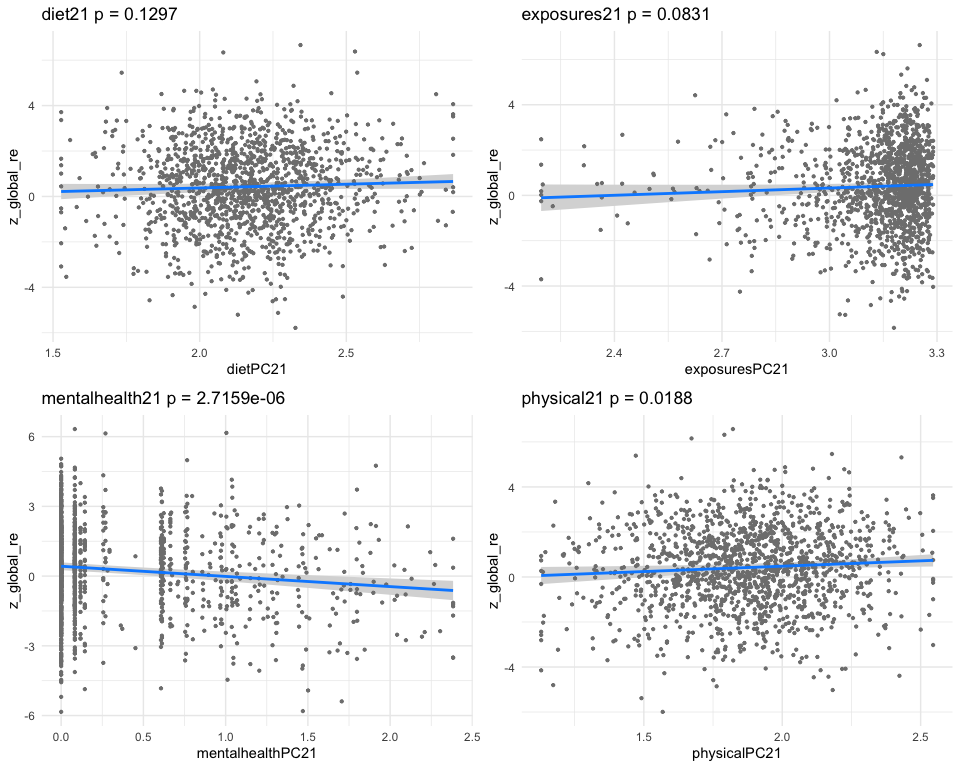 diet21 p = 0.1297
z_global_re
4
0
-4
1.5 2.0 2.5
dietPC21
exposures21 p = 0.0831
z_global_re
4
0
-4
2.4 2.7 3.0 3.3
exposuresPC21
mentalhealth21 p = 2.7159e-06
z_global_re
6
3
0
-3
-6
0.0 0.5 1.0 1.5 2.0 2.5
mentalhealthPC21
physical21 p = 0.0188
z_global_re
4
0
-4
1.5 2.0 2.5
physicalPC21